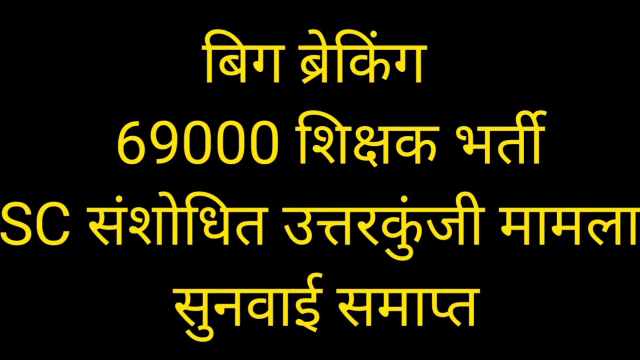 बिग ब्रेकिंग
69000 शिक्षक भर्ती
SC संशोधित उत्तरकुंजी मामला
सुनवाई समाप्त